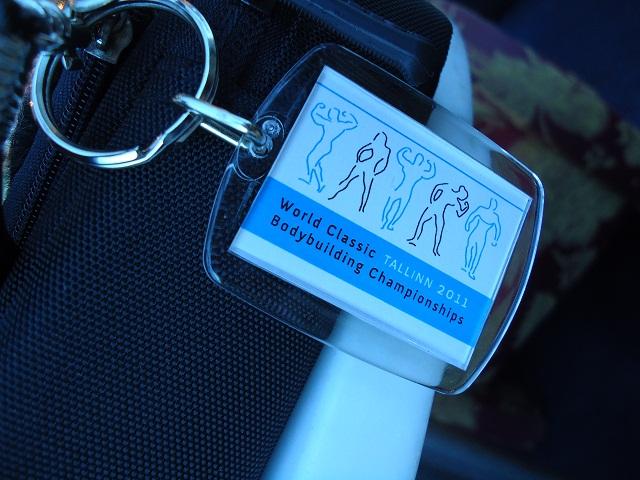 World Classic TALLINN 2011
Bodybuilding Championships